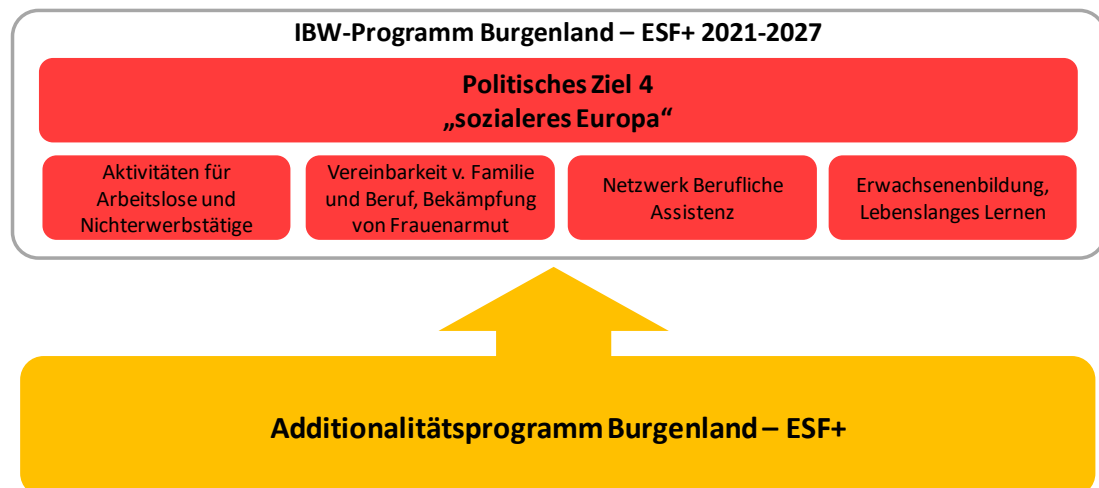 IBW-Programm Burgenland – ESF+ 2021-2027
Politisches Ziel 4
„sozialeres Europa“
Aktivitäten für
Arbeitslose und
Nichterwerbstätige
Vereinbarkeit v. Familie
und Beruf, Bekämpfung
von Frauenarmut
Netzwerk Berufliche
Assistenz
Erwachsenenbildung,
Lebenslanges Lernen
Additionalitätsprogramm Burgenland – ESF+